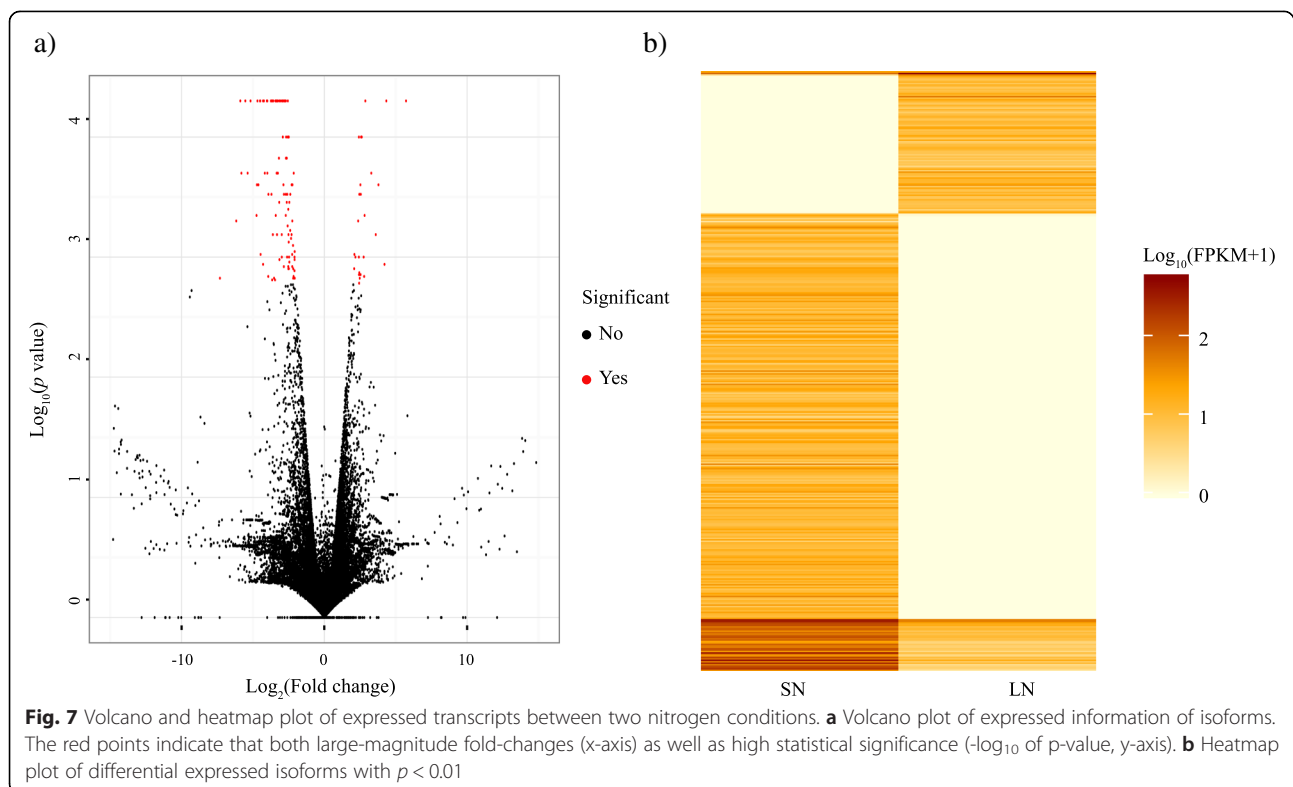 a)
b)
4
3
2
1
0
Log₁₀(p value)
-10
0
10
Log₂(Fold change)
Significant
No
Yes
SN
LN
Log₁₀(FPKM+1)
2
1
0
Fig. 7 Volcano and heatmap plot of expressed transcripts between two nitrogen conditions. a Volcano plot of expressed information of isoforms.
The red points indicate that both large-magnitude fold-changes (x-axis) as well as high statistical significance (-log₁₀ of p-value, y-axis). b Heatmap
plot of differential expressed isoforms with p < 0.01